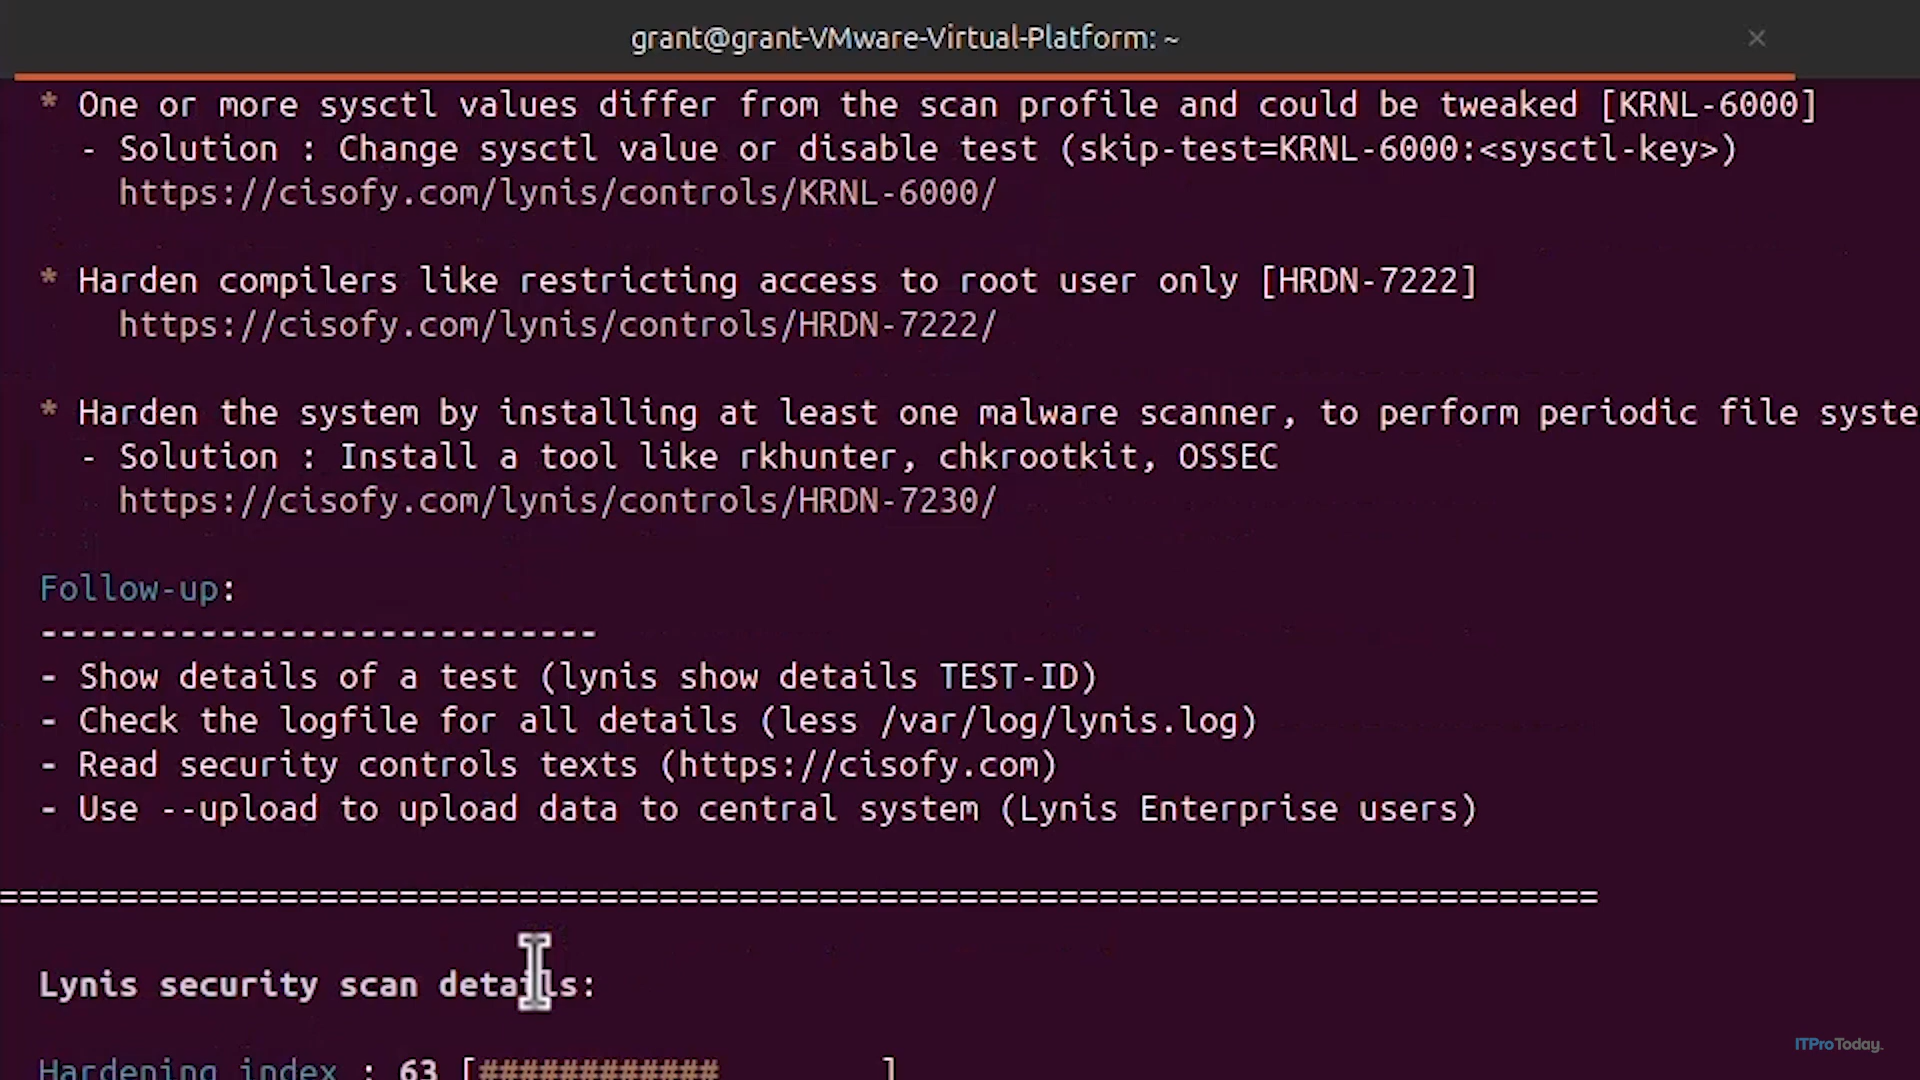 grant@grant-VMware-Virtual-Platform: ~
* One or more sysctl values differ from the scan profile and could be tweaked [KRNL-6000]
- Solution : Change sysctl value or disable test (skip-test=KRNL-6000:<sysctl-key>)
https://cisofy.com/lynis/controls/KRNL-6000/
* Harden compilers like restricting access to root user only [HRDN-7222]
https://cisofy.com/lynis/controls/HRDN-7222/
* Harden the system by installing at least one malware scanner, to perform periodic file syste
- Solution : Install a tool like rkhunter, chkrootkit, OSSEC
https://cisofy.com/lynis/controls/HRDN-7230/
Follow-up:
----------------------------
- Show details of a test (lynis show details TEST-ID)
- Check the logfile for all details (less /var/log/lynis.log)
- Read security controls texts (https://cisofy.com)
- Use --upload to upload data to central system (Lynis Enterprise users)
================================================================================
Lynis security scan details:
Hardening index : 63 [############        ]
ITProToday.